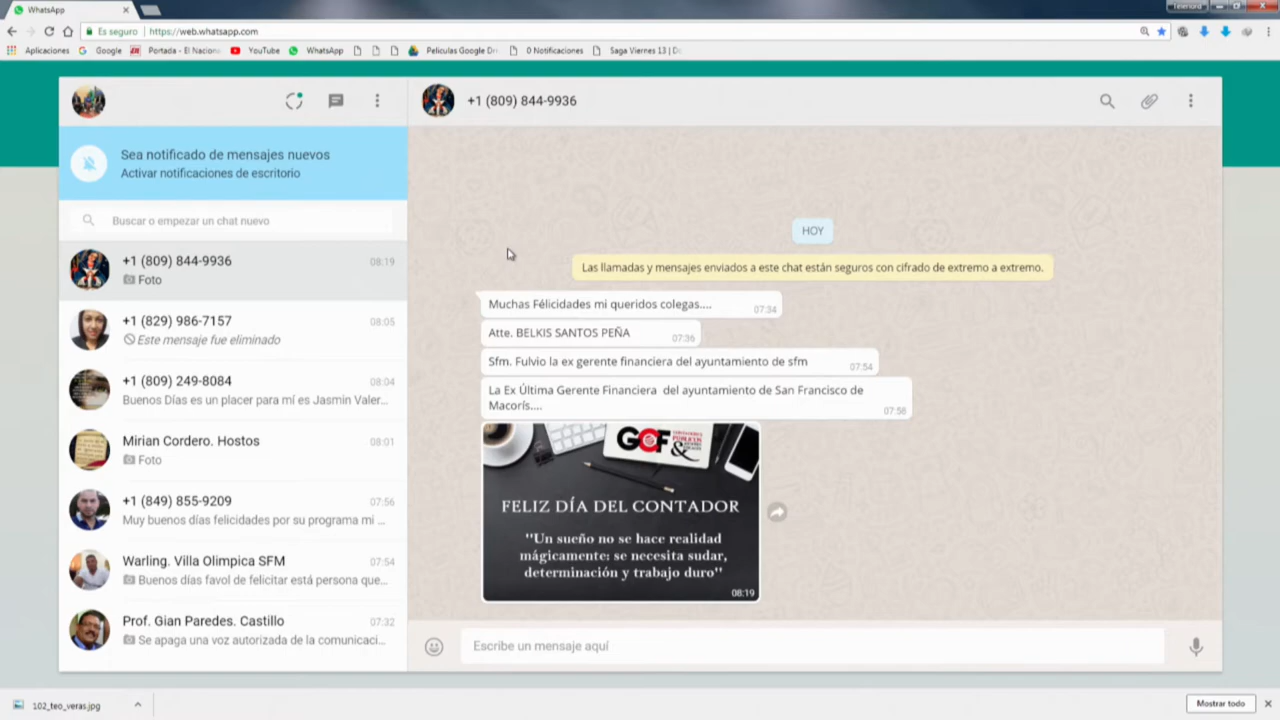 WhatsApp
Telenord
Es seguro | https://web.whatsapp.com
Aplicaciones Google Portada - El Naciona YouTube WhatsApp Peliculas Google Dri 0 Notificaciones Saga Viernes 13 | Do
+1 (809) 844-9936
Sea notificado de mensajes nuevos
Activar notificaciones de escritorio
Buscar o empezar un chat nuevo
+1 (809) 844-9936 08:19
Foto
+1 (829) 986-7157 08:05
Este mensaje fue eliminado
+1 (809) 249-8084 08:04
Buenos Días es un placer para mí es Jasmin Valer...
Mirian Cordero. Hostos 08:01
Foto
+1 (849) 855-9209 07:56
Muy buenos días felicidades por su programa mi ...
Warling. Villa Olimpica SFM 07:54
Buenos días favol de felicitar está persona que...
Prof. Gian Paredes. Castillo 07:32
Se apaga una voz autorizada de la comunicaci...
HOY
Las llamadas y mensajes enviados a este chat están seguros con cifrado de extremo a extremo.
Muchas Félicidades mi queridos colegas.... 07:34
Atte. BELKIS SANTOS PEÑA 07:36
Sfm. Fulvio la ex gerente financiera del ayuntamiento de sfm 07:54
La Ex Última Gerente Financiera del ayuntamiento de San Francisco de
Macorís.... 07:56
GCF
&
FELIZ DÍA DEL CONTADOR
"Un sueño no se hace realidad
mágicamente: se necesita sudar,
determinación y trabajo duro"
08:19
Escribe un mensaje aquí
102_teo_veras.jpg
Mostrar todo